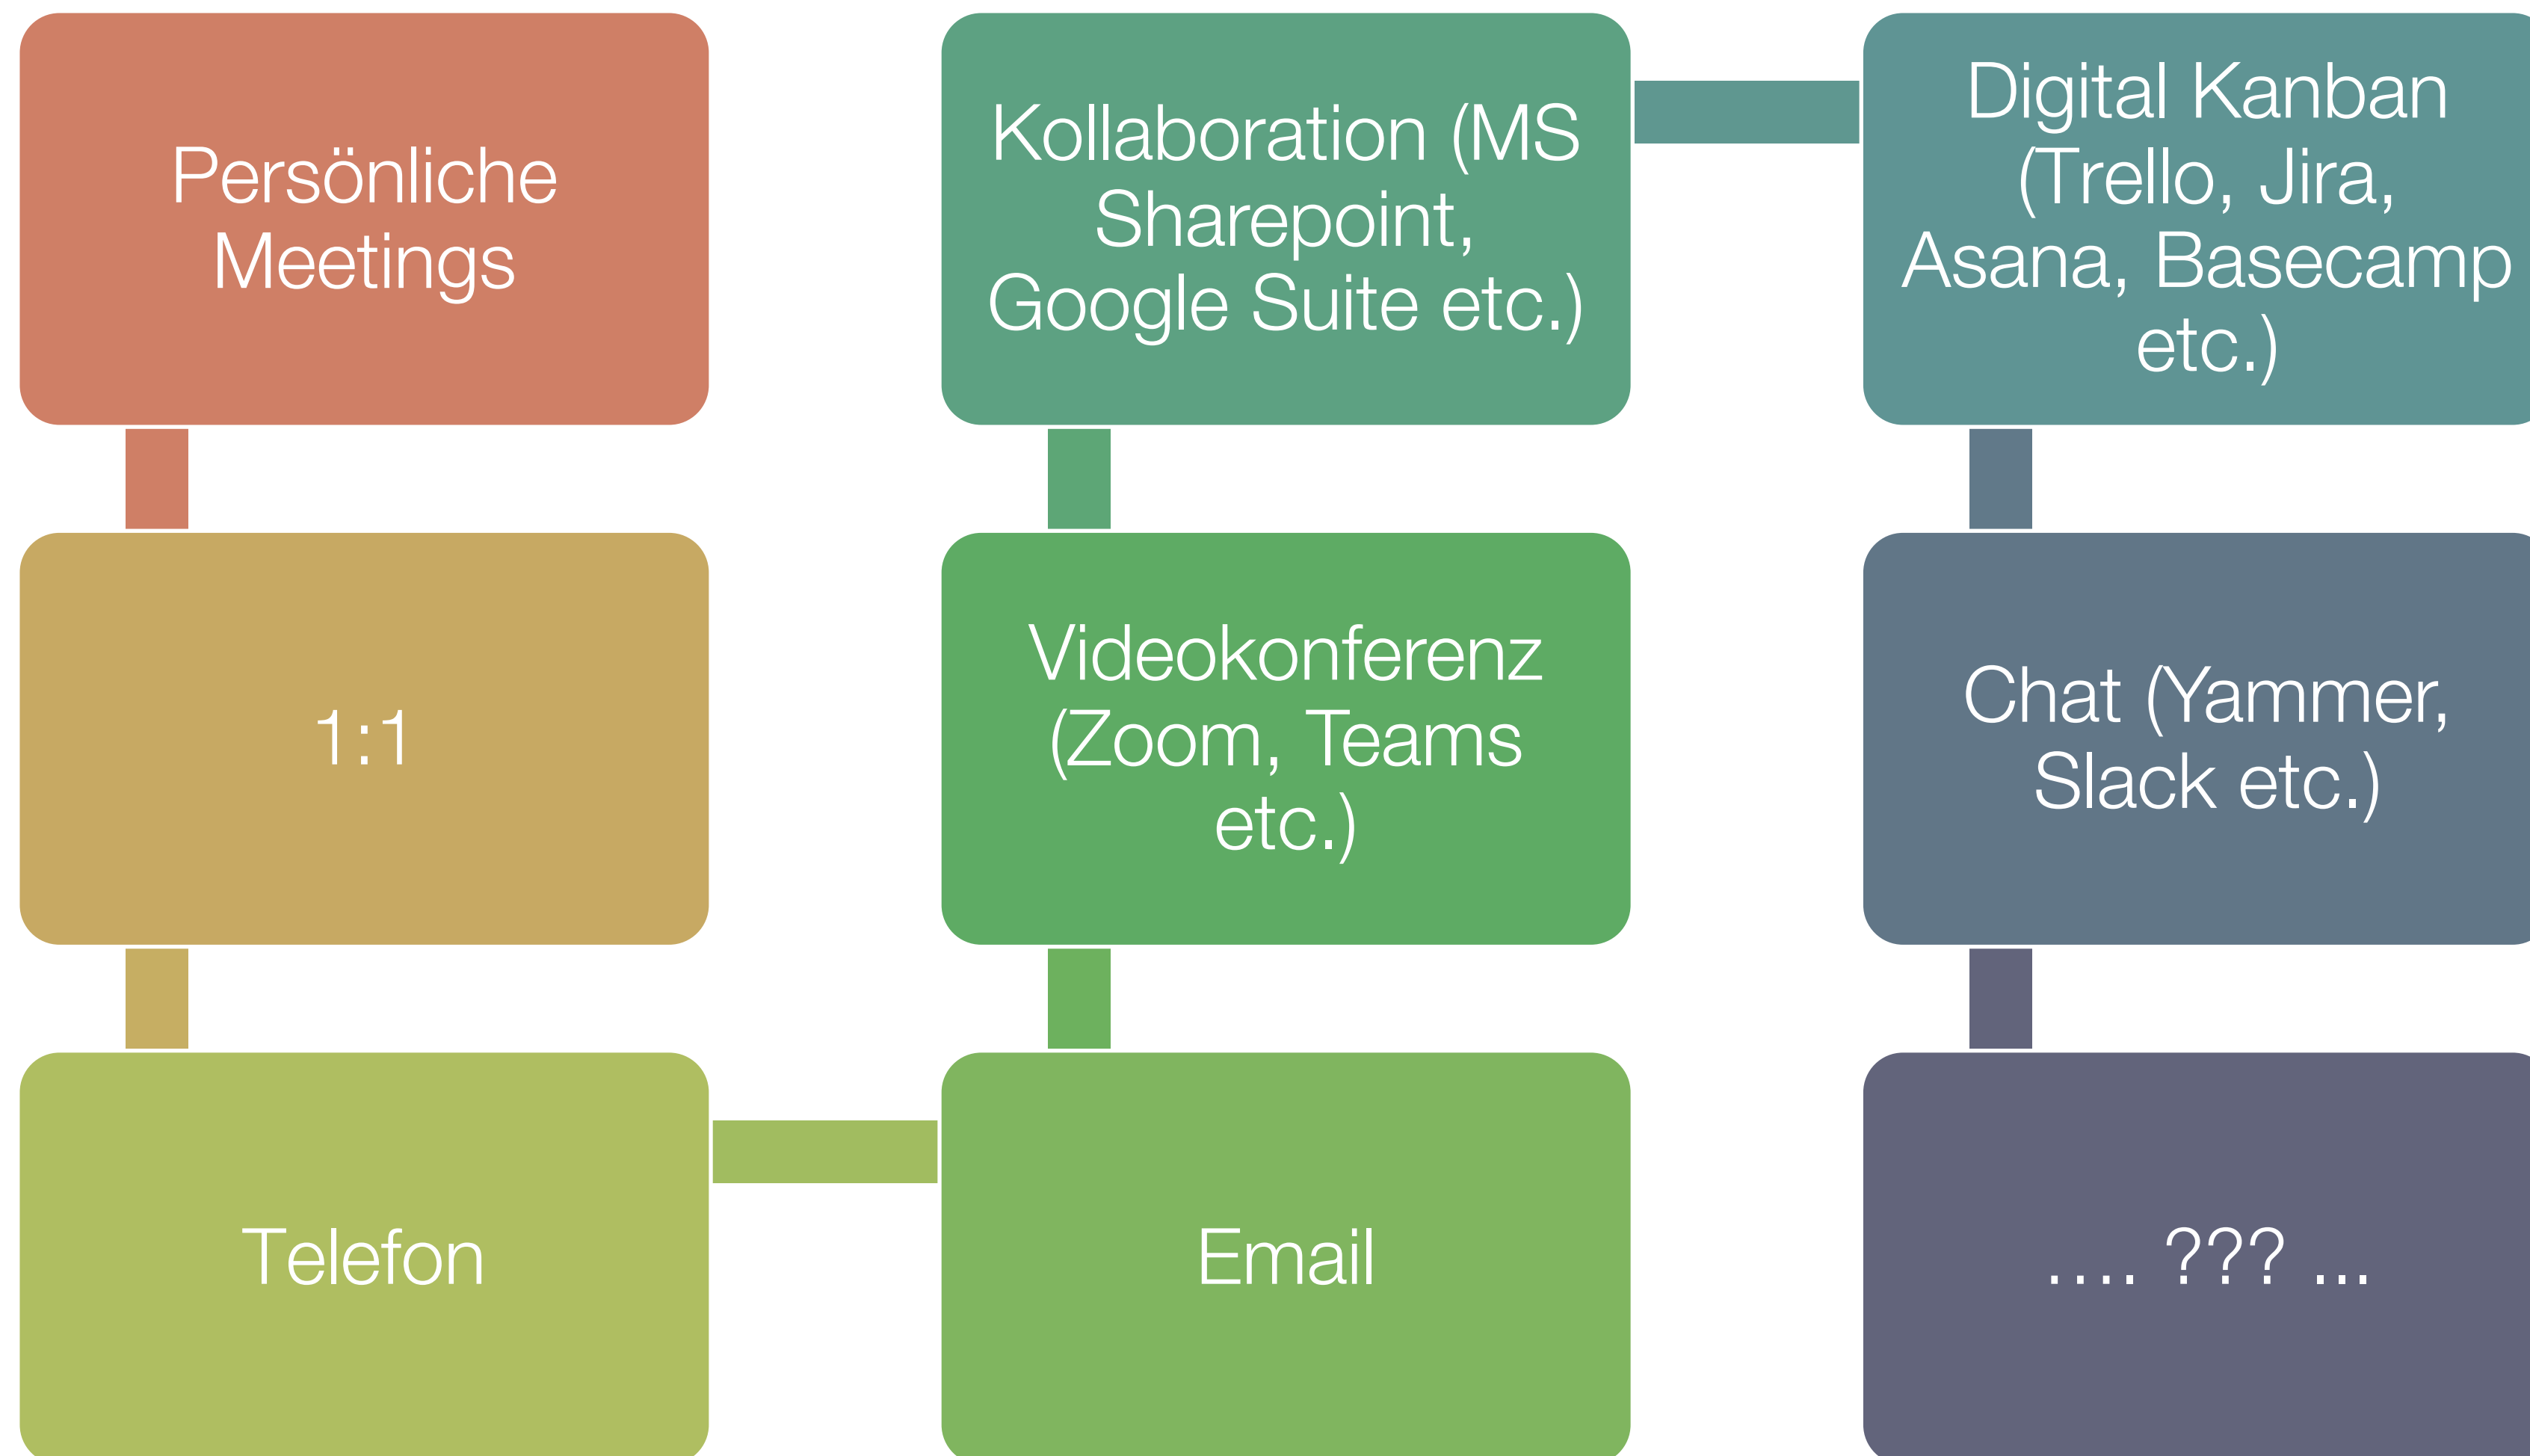 Persönliche
Meetings
1:1
Telefon
Email
Videokonferenz
(Zoom, Teams
etc.)
Kollaboration (MS
Sharepoint,
Google Suite etc.)
Digital Kanban
(Trello, Jira,
Asana, Basecamp
etc.)
Chat (Yammer,
Slack etc.)
.... ??? ...